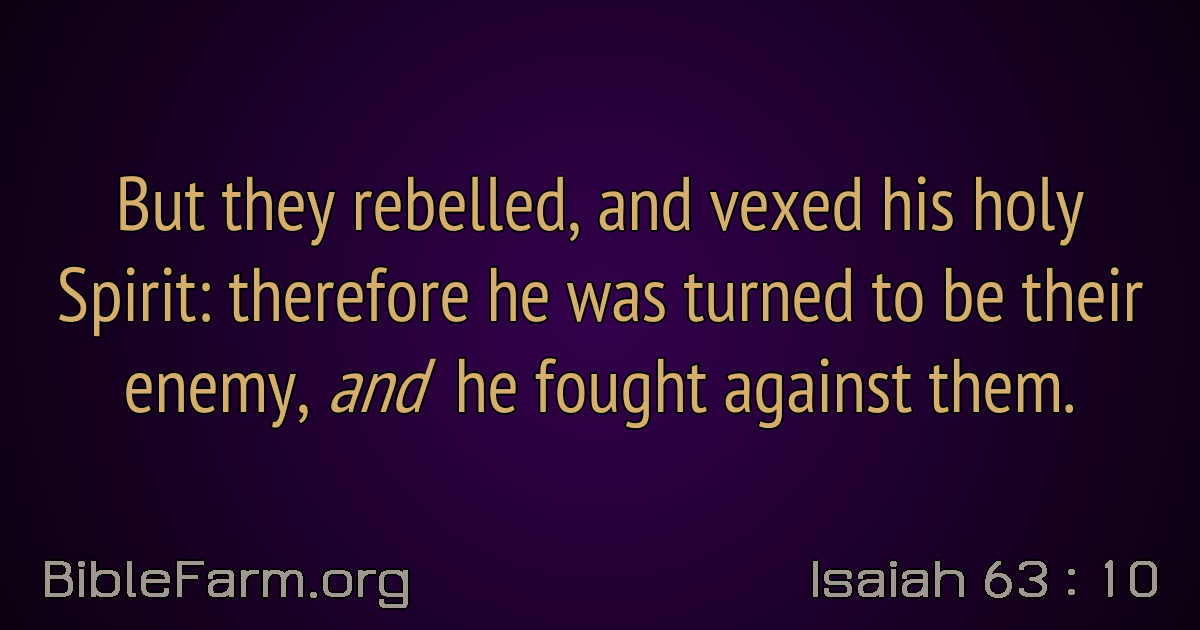 But they rebelled, and vexed his holy
Spirit: therefore he was turned to be their
enemy, and he fought against them.
BibleFarm.org
Isaiah 63 : 10